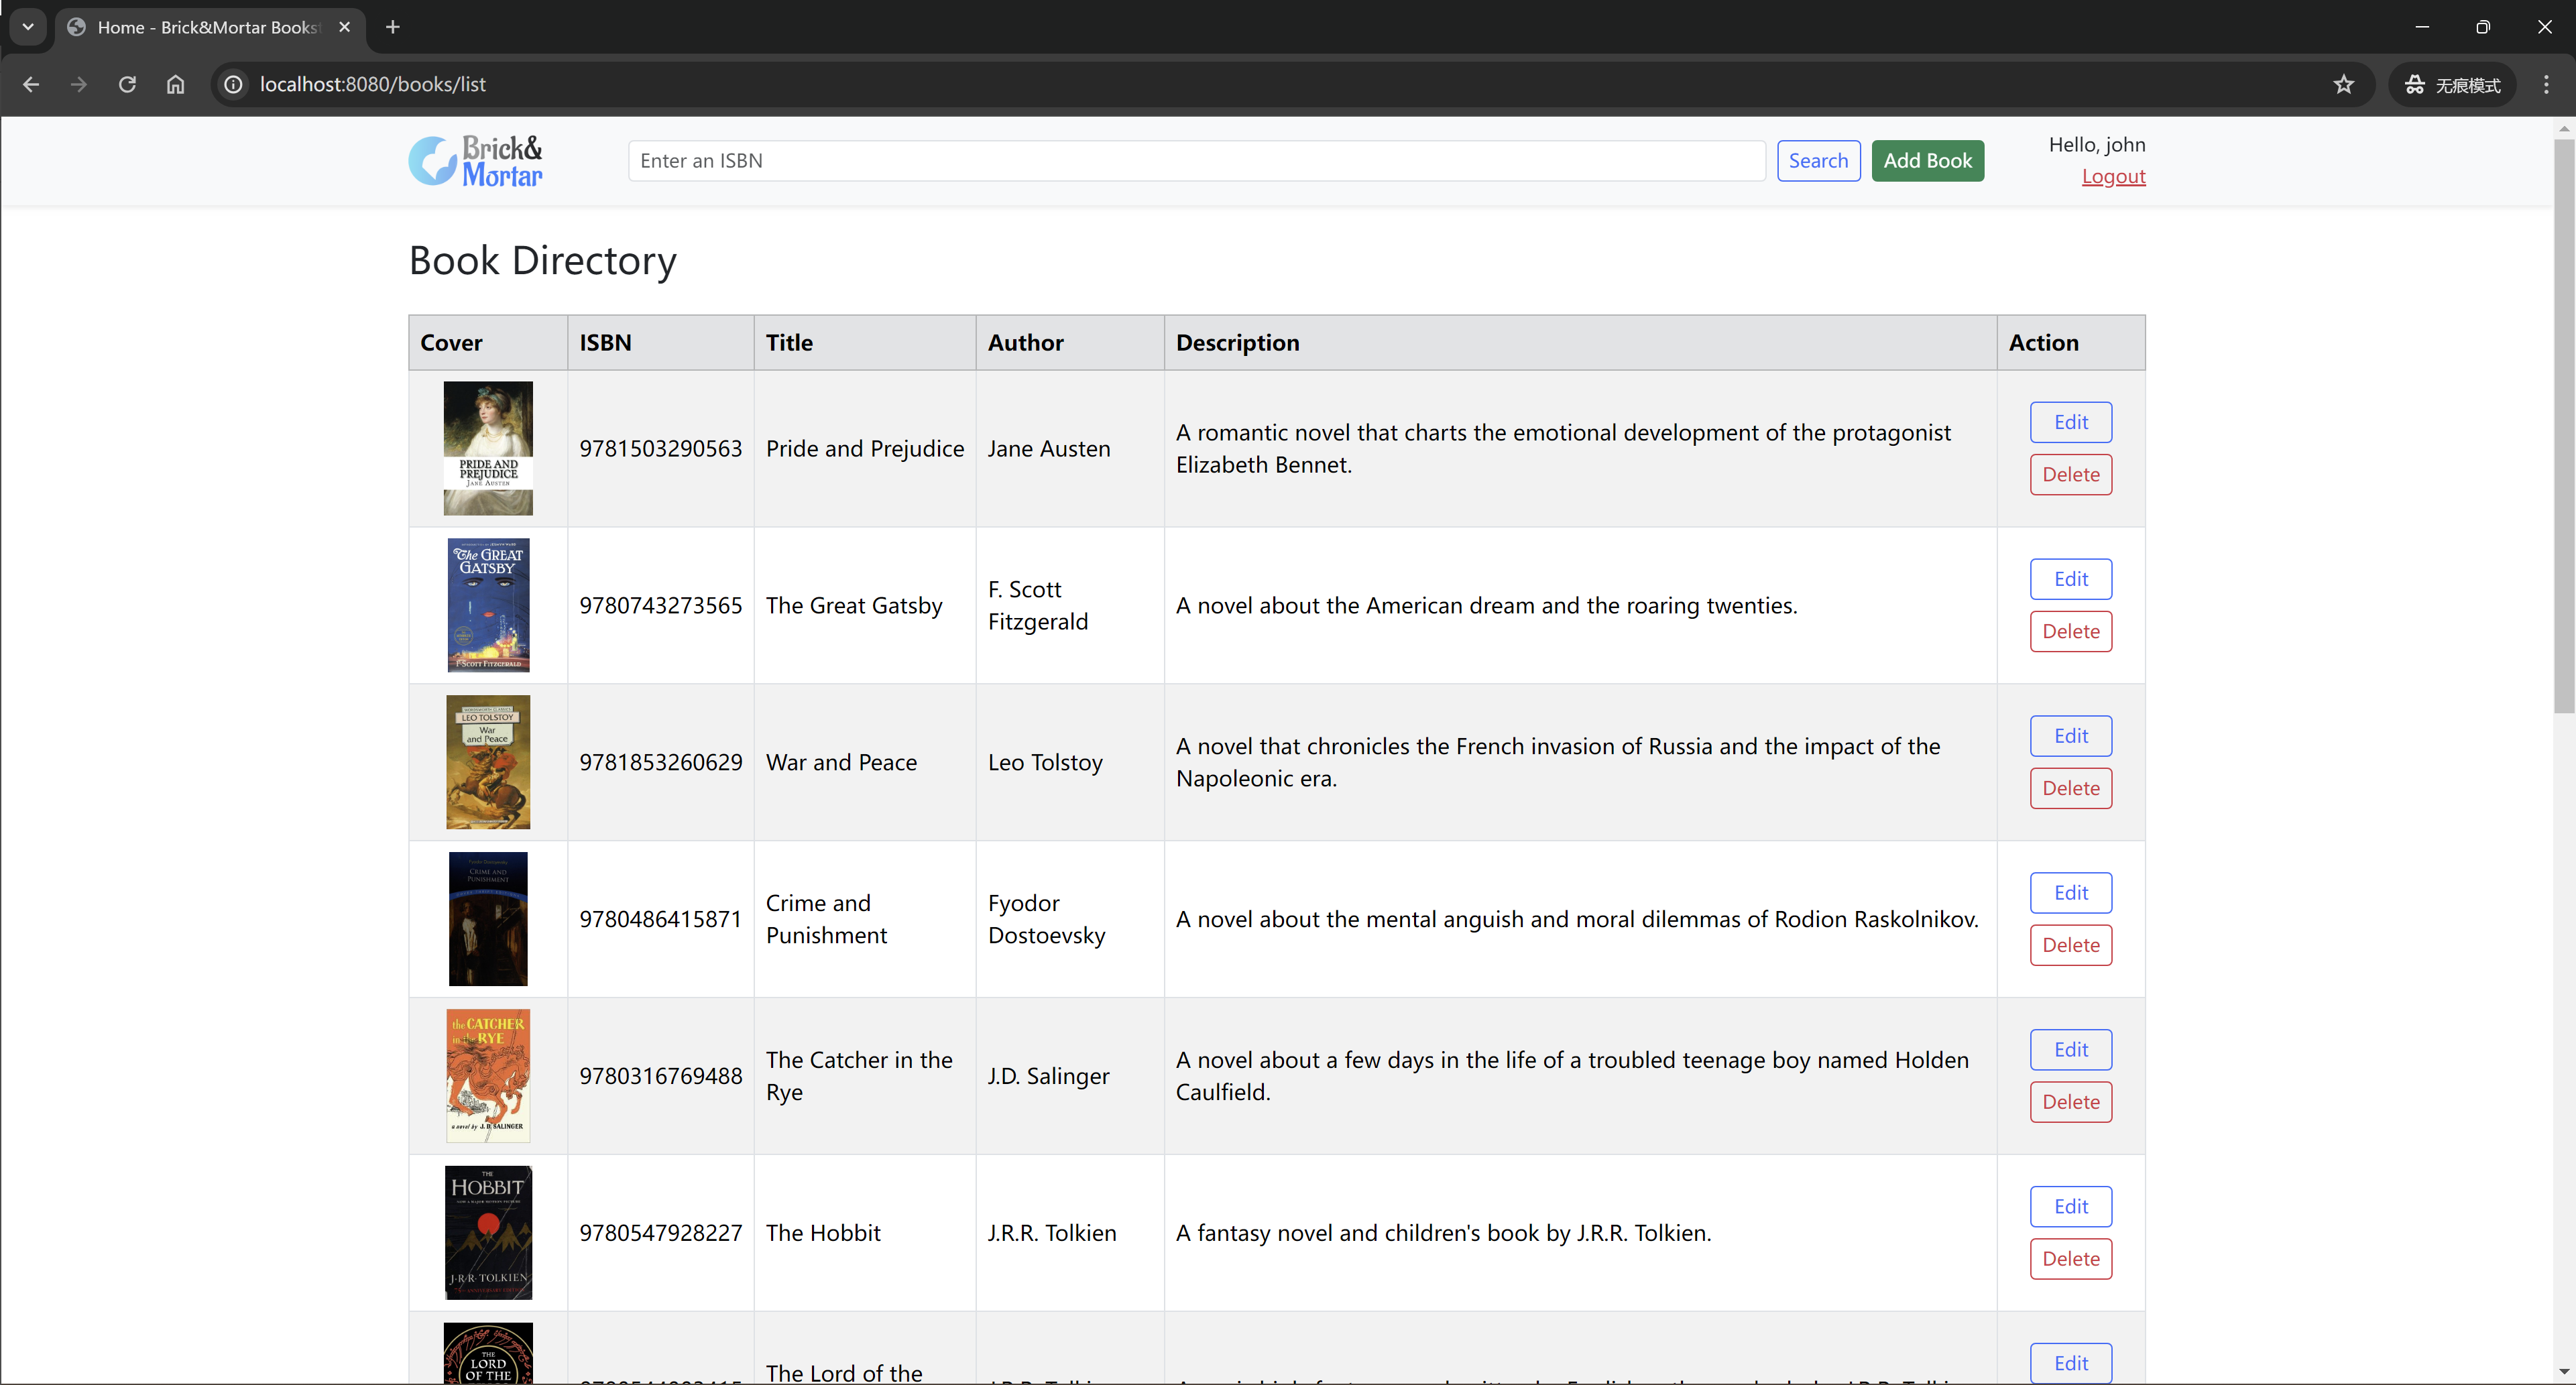 Home - Brick&Mortar Books
localhost:8080/books/list
无痕模式
Brick&
Mortar
Enter an ISBN
Search
Add Book
Hello, john
Logout
Book Directory
Cover
ISBN
Title
Author
Description
Action
PRIDE AND
PREJUDICE
JANE AUSTEN
9781503290563
Pride and Prejudice
Jane Austen
A romantic novel that charts the emotional development of the protagonist
Elizabeth Bennet.
Edit
Delete
The GREAT
GATSBY
F·SCOTT FITZGERALD
9780743273565
The Great Gatsby
F. Scott
Fitzgerald
A novel about the American dream and the roaring twenties.
Edit
Delete
LEO TOLSTOY
War
and Peace
9781853260629
War and Peace
Leo Tolstoy
A novel that chronicles the French invasion of Russia and the impact of the
Napoleonic era.
Edit
Delete
CRIME AND
PUNISHMENT
9780486415871
Crime and
Punishment
Fyodor
Dostoevsky
A novel about the mental anguish and moral dilemmas of Rodion Raskolnikov.
Edit
Delete
the CATCHER
in the RYE
a novel by J. D. SALINGER
9780316769488
The Catcher in the
Rye
J.D. Salinger
A novel about a few days in the life of a troubled teenage boy named Holden
Caulfield.
Edit
Delete
THE
HOBBIT
J·R·R·TOLKIEN
9780547928227
The Hobbit
J.R.R. Tolkien
A fantasy novel and children's book by J.R.R. Tolkien.
Edit
Delete
THE
LORD
OF THE
The Lord of the
Edit